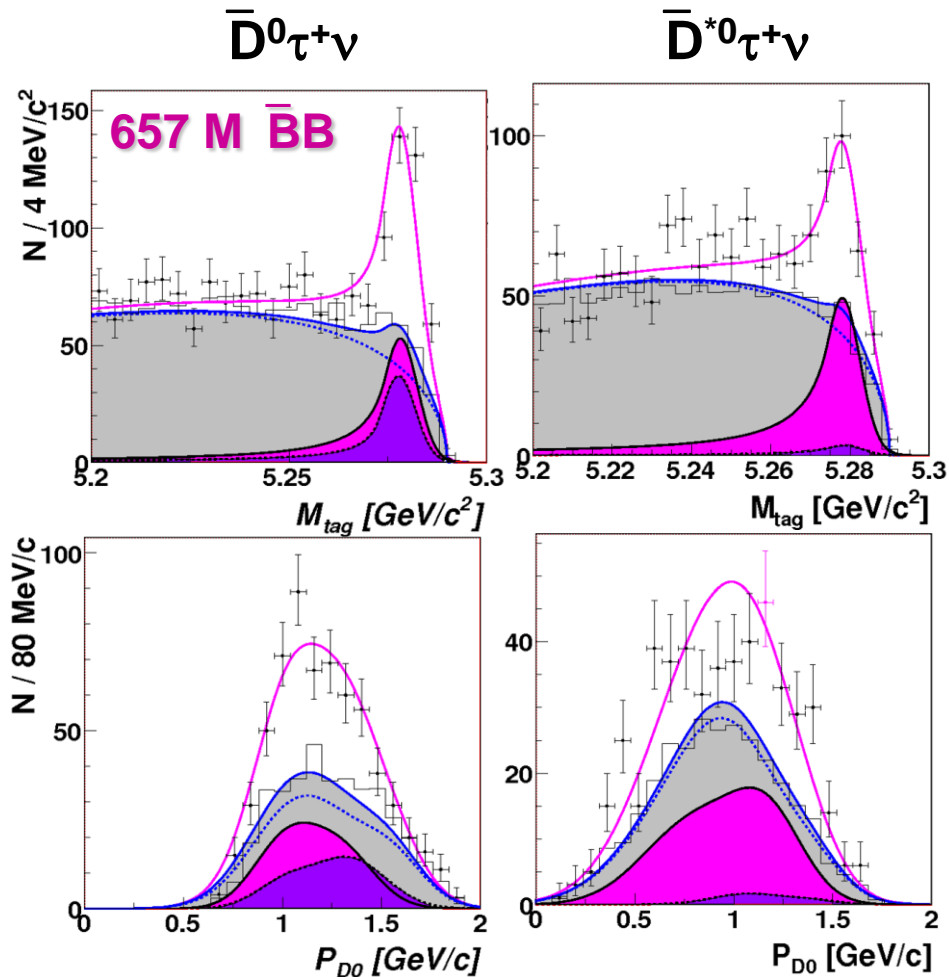 D̅⁰τ⁺ν D̅*⁰τ⁺ν
657 M B̅B
N / 4 MeV/c²
150
100
50
0
5.2 5.25 5.3
M_tag [GeV/c²]
100
50
0
5.2 5.22 5.24 5.26 5.28 5.3
M_tag [GeV/c²]
N / 80 MeV/c
100
50
0
0 0.5 1 1.5 2
P_D0 [GeV/c]
40
20
0
0 0.5 1 1.5 2
P_D0 [GeV/c]